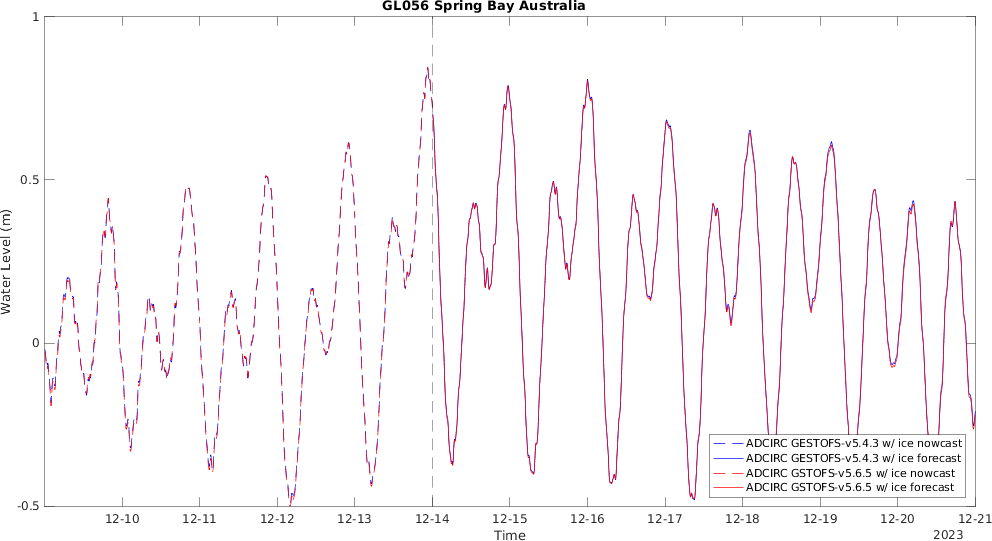 GL056 Spring Bay Australia
1
0.5
0
-0.5
Water Level (m)
ADCIRC GESTOFS-v5.4.3 w/ ice nowcast
ADCIRC GESTOFS-v5.4.3 w/ ice forecast
ADCIRC GSTOFS-v5.6.5 w/ ice nowcast
ADCIRC GSTOFS-v5.6.5 w/ ice forecast
12-10 12-11 12-12 12-13 12-14 12-15 12-16 12-17 12-18 12-19 12-20 12-21
Time 2023